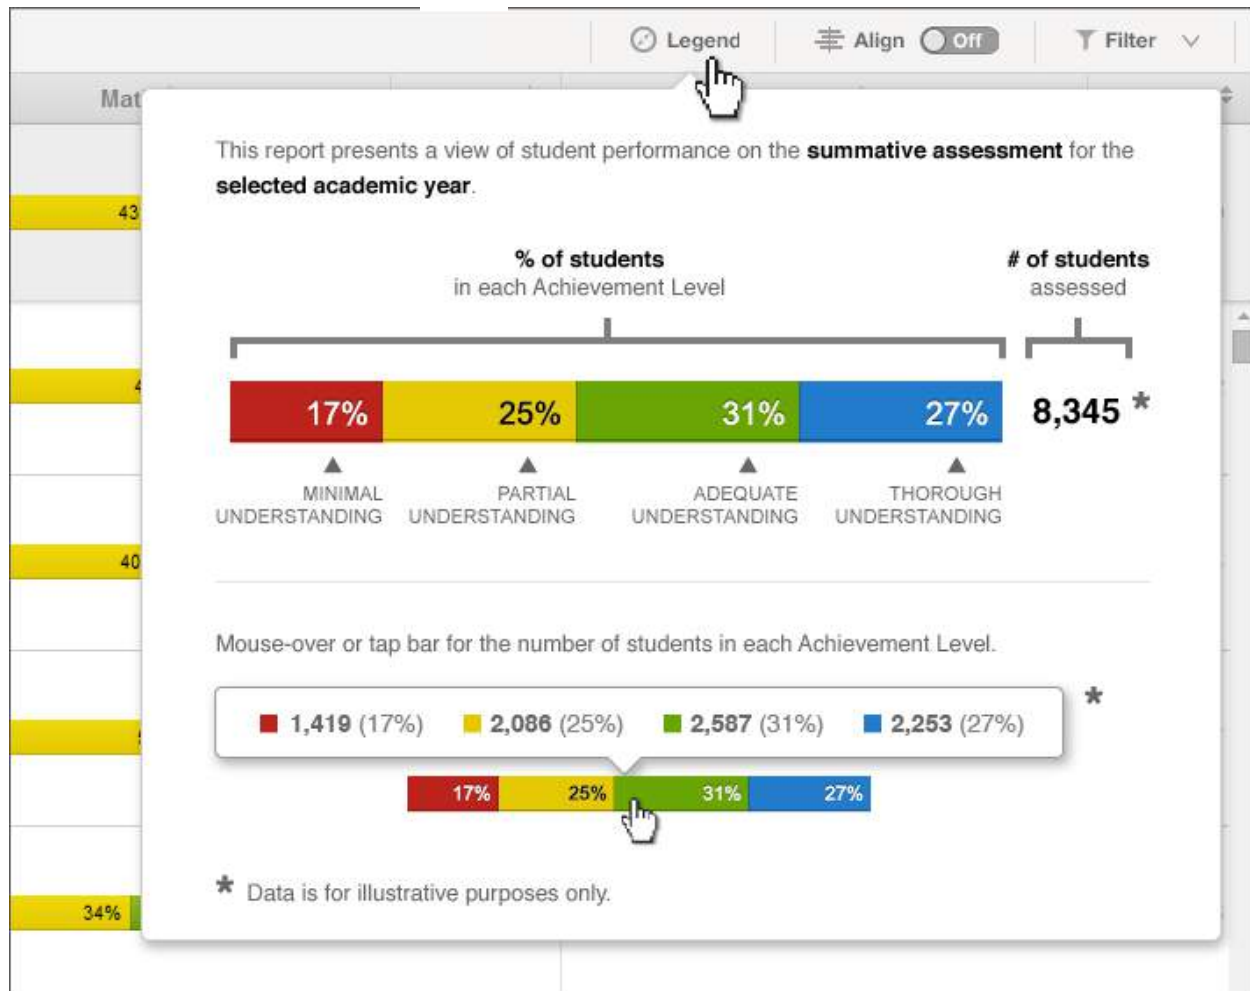 Legend Align Off Filter
Mat
This report presents a view of student performance on the summative assessment for the
selected academic year.
43
% of students
in each Achievement Level
# of students
assessed
17% 25% 31% 27% 8,345 *
MINIMAL
UNDERSTANDING
PARTIAL
UNDERSTANDING
ADEQUATE
UNDERSTANDING
THOROUGH
UNDERSTANDING
40
Mouse-over or tap bar for the number of students in each Achievement Level.
1,419 (17%) 2,086 (25%) 2,587 (31%) 2,253 (27%) *
17% 25% 31% 27%
* Data is for illustrative purposes only.
34%